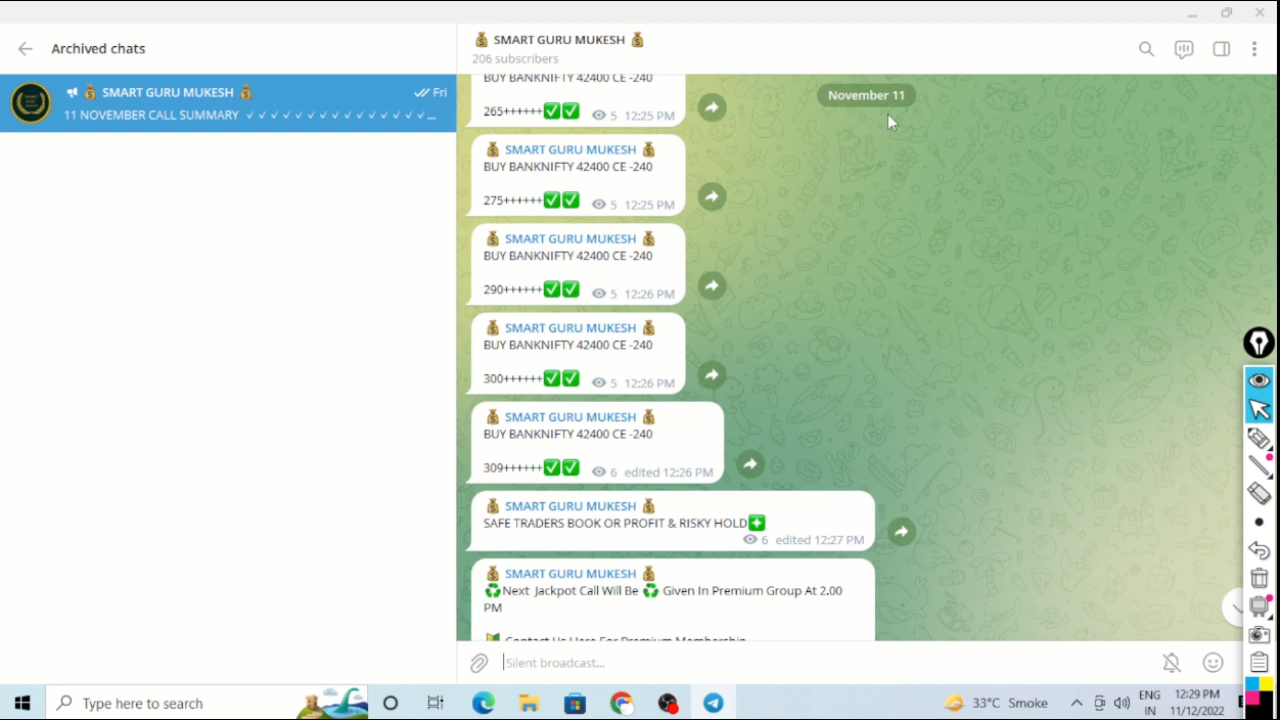 Archived chats
💰 SMART GURU MUKESH 💰
Fri
11 NOVEMBER CALL SUMMARY ✓ ✓ ✓ ✓ ✓ ✓ ✓ ✓ ✓ ✓ ✓ ✓ ✓ ✓ ...
💰 SMART GURU MUKESH 💰
206 subscribers
November 11
BUY BANKNIFTY 42400 CE -240
265++++++✅✅ 5 12:25 PM
💰 SMART GURU MUKESH 💰
BUY BANKNIFTY 42400 CE -240
275++++++✅✅ 5 12:25 PM
💰 SMART GURU MUKESH 💰
BUY BANKNIFTY 42400 CE -240
290++++++✅✅ 5 12:26 PM
💰 SMART GURU MUKESH 💰
BUY BANKNIFTY 42400 CE -240
300++++++✅✅ 5 12:26 PM
💰 SMART GURU MUKESH 💰
BUY BANKNIFTY 42400 CE -240
309++++++✅✅ 6 edited 12:26 PM
💰 SMART GURU MUKESH 💰
SAFE TRADERS BOOK OR PROFIT & RISKY HOLD
6 edited 12:27 PM
💰 SMART GURU MUKESH 💰
♻️Next Jackpot Call Will Be ♻️ Given In Premium Group At 2.00
PM
🔰 Contact Us Here For Premium Membership
Silent broadcast...
Type here to search
33°C Smoke
ENG
IN
12:29 PM
11/12/2022